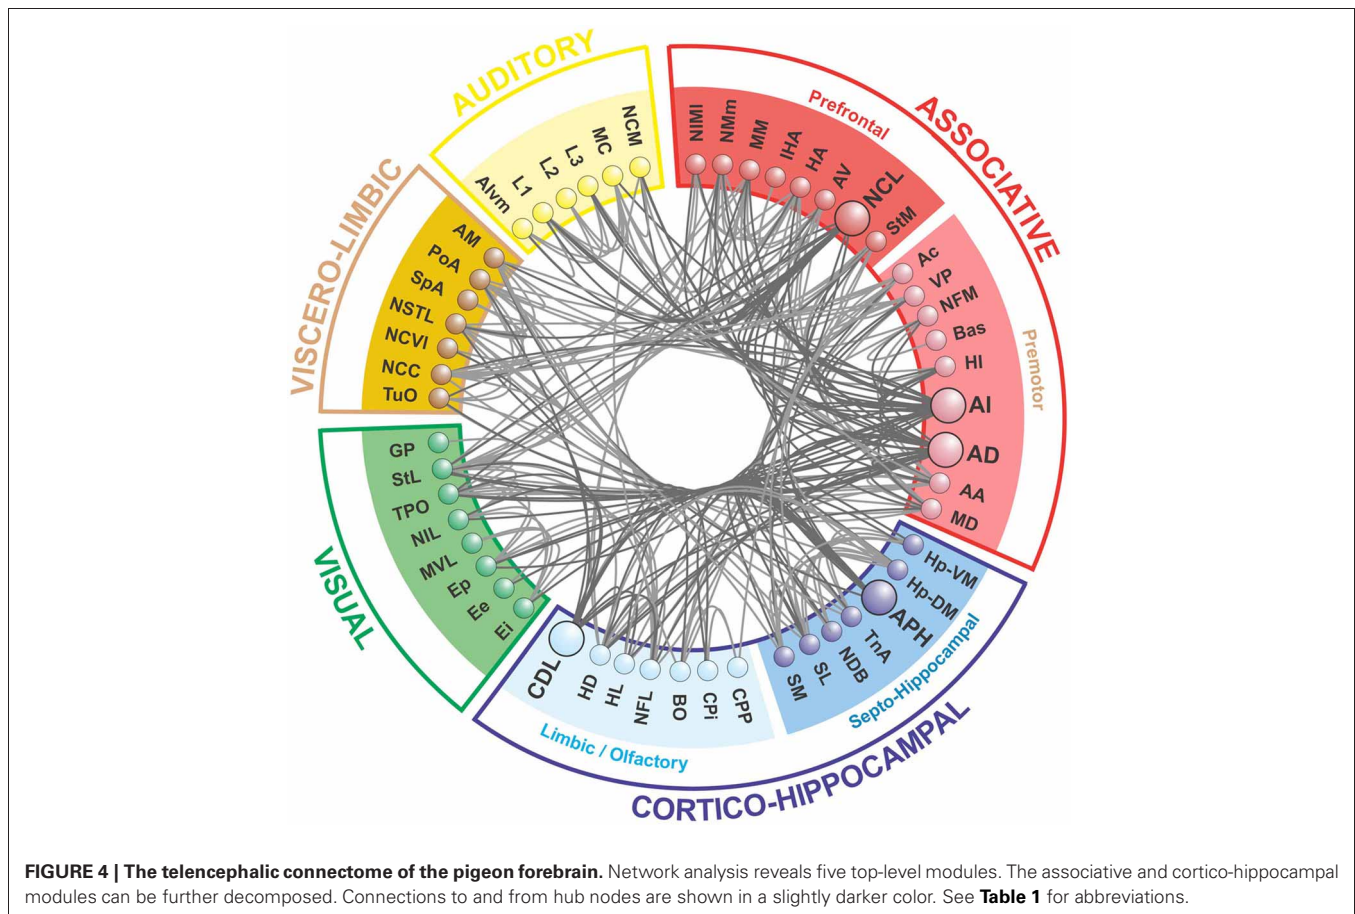 AUDITORY
Alvm
L1
L2
L3
MC
NCM
ASSOCIATIVE
Prefrontal
NIMl
NMm
MM
IHA
HA
AV
NCL
StM
Premotor
Ac
VP
NFM
Bas
HI
AI
AD
AA
MD
CORTICO-HIPPOCAMPAL
Septo-Hippocampal
Hp-VM
Hp-DM
APH
TnA
NDB
SL
SM
Limbic / Olfactory
CPP
CPi
BO
NFL
HL
HD
CDL
VISUAL
Ei
Ee
Ep
MVL
NIL
TPO
StL
GP
VISCERO-LIMBIC
TuO
NCC
NCVl
NSTL
SpA
PoA
AM
FIGURE 4 | The telencephalic connectome of the pigeon forebrain. Network analysis reveals five top-level modules. The associative and cortico-hippocampal
modules can be further decomposed. Connections to and from hub nodes are shown in a slightly darker color. See Table 1 for abbreviations.